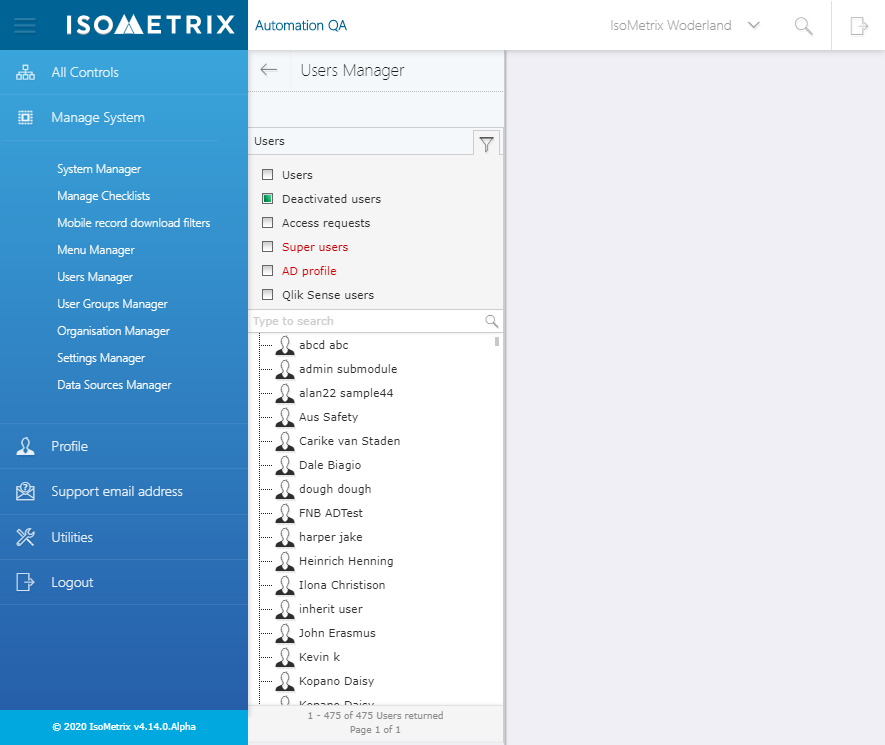 ISOMETRIX
Automation QA
IsoMetrix Woderland
All Controls
Manage System
System Manager
Manage Checklists
Mobile record download filters
Menu Manager
Users Manager
User Groups Manager
Organisation Manager
Settings Manager
Data Sources Manager
Profile
Support email address
Utilities
Logout
© 2020 IsoMetrix v4.14.0.Alpha
Users Manager
Users
Users
Deactivated users
Access requests
Super users
AD profile
Qlik Sense users
Type to search
abcd abc
admin submodule
alan22 sample44
Aus Safety
Carike van Staden
Dale Biagio
dough dough
FNB ADTest
harper jake
Heinrich Henning
Ilona Christison
inherit user
John Erasmus
Kevin k
Kopano Daisy
Kopano Daisy
1 - 475 of 475 Users returned
Page 1 of 1